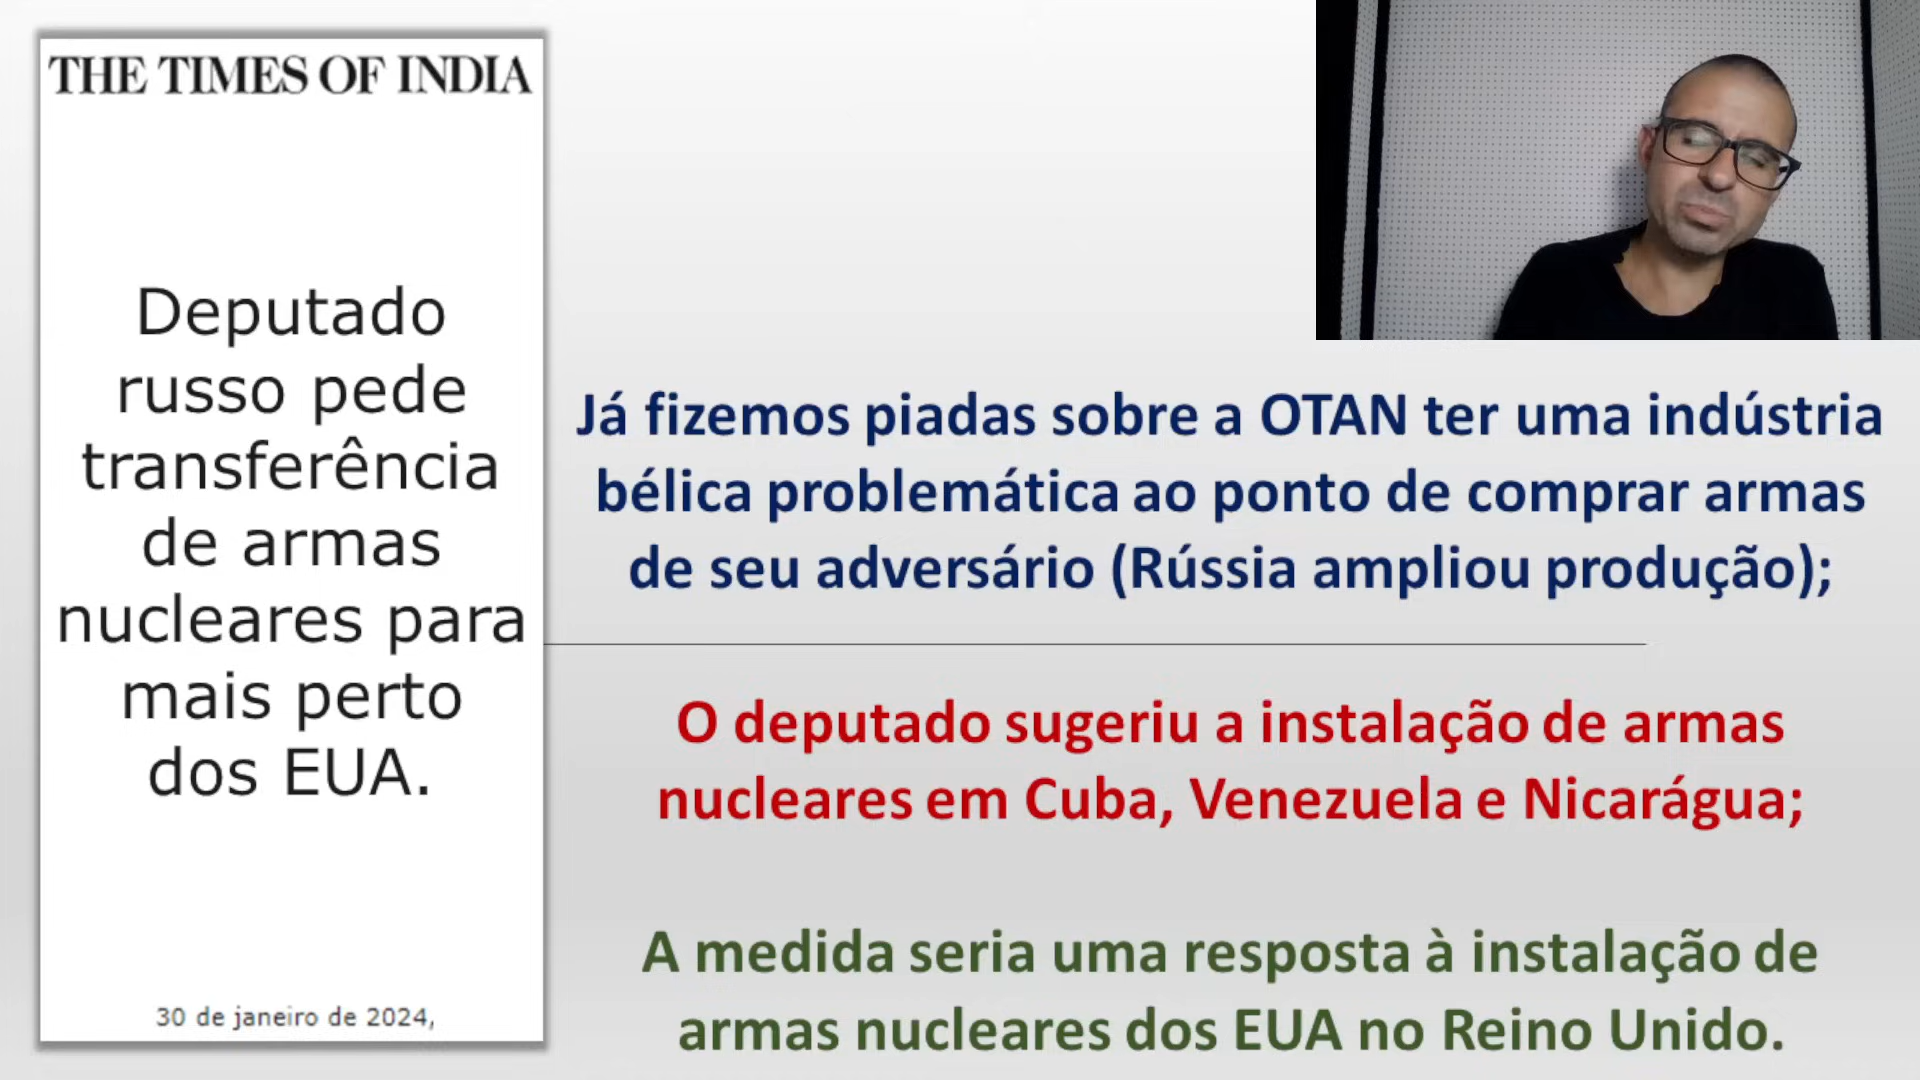 THE TIMES OF INDIA
Deputado
russo pede
transferência
de armas
nucleares para
mais perto
dos EUA.
30 de janeiro de 2024,
Já fizemos piadas sobre a OTAN ter uma indústria
bélica problemática ao ponto de comprar armas
de seu adversário (Rússia ampliou produção);
O deputado sugeriu a instalação de armas
nucleares em Cuba, Venezuela e Nicarágua;
A medida seria uma resposta à instalação de
armas nucleares dos EUA no Reino Unido.